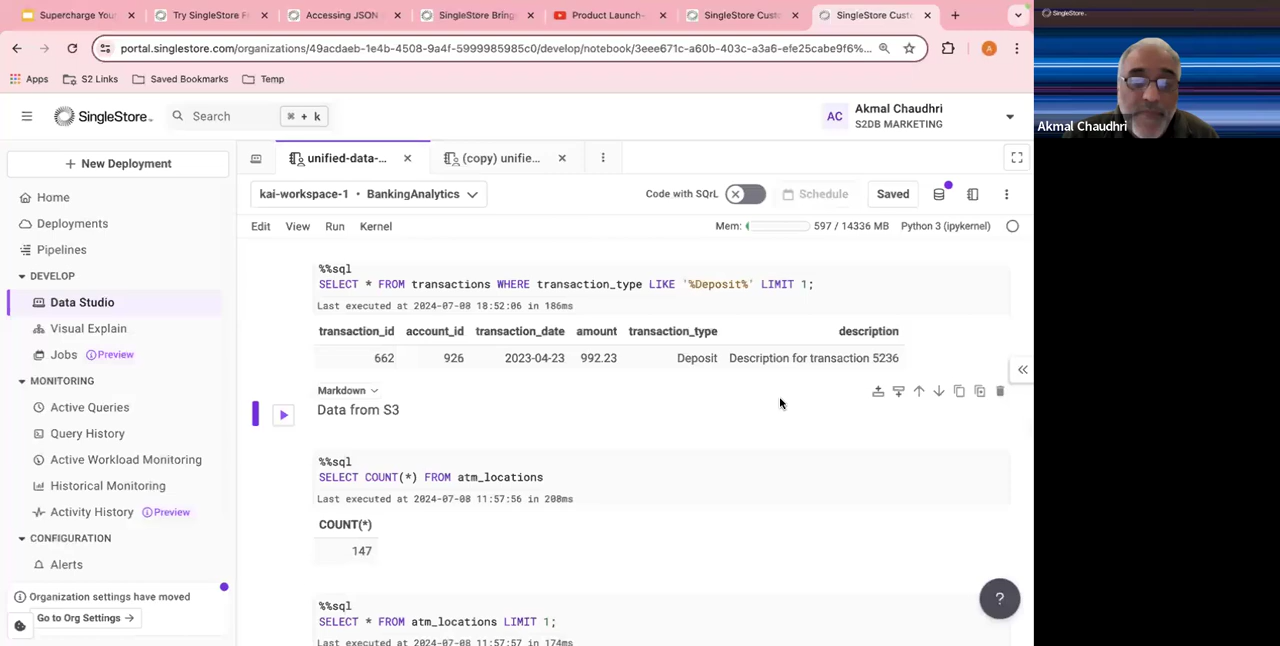 Supercharge Your
Try SingleStore F
Accessing JSON
SingleStore Bring
Product Launch-
SingleStore Cust
SingleStore Cust
portal.singlestore.com/organizations/49acdaeb-1e4b-4508-9a4f-5999985985c0/develop/notebook/3eee671c-a60b-403c-a3a6-efe25cabe9f6%...
A
Apps
S2 Links
Saved Bookmarks
Temp
SingleStore
Search
⌘ + k
AC
Akmal Chaudhri
S2DB MARKETING
+ New Deployment
Home
Deployments
Pipelines
DEVELOP
Data Studio
Visual Explain
Jobs
Preview
MONITORING
Active Queries
Query History
Active Workload Monitoring
Historical Monitoring
Activity History
Preview
CONFIGURATION
Alerts
Organization settings have moved
Go to Org Settings →
unified-data-...
(copy) unifie...
kai-workspace-1 • BankingAnalytics
Code with SQrL
Schedule
Saved
Edit
View
Run
Kernel
Mem:
597 / 14336 MB
Python 3 (ipykernel)
%%sql
SELECT * FROM transactions WHERE transaction_type LIKE '%Deposit%' LIMIT 1;
Last executed at 2024-07-08 18:52:06 in 186ms
transaction_id account_id transaction_date amount transaction_type description
662 926 2023-04-23 992.23 Deposit Description for transaction 5236
Markdown
Data from S3
%%sql
SELECT COUNT(*) FROM atm_locations
Last executed at 2024-07-08 11:57:56 in 208ms
COUNT(*)
147
%%sql
SELECT * FROM atm_locations LIMIT 1;
Last executed at 2024-07-08 11:57:57 in 174ms
?
SingleStore
Akmal Chaudhri